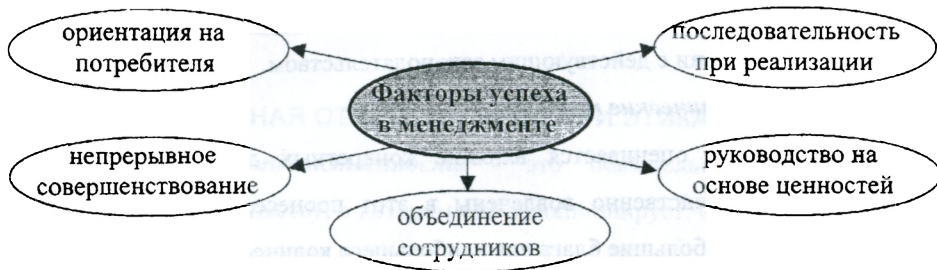 ориентация на
потребителя
последовательность
при реализации
Факторы успеха
в менеджменте
непрерывное
совершенствование
руководство на
основе ценностей
объединение
сотрудников